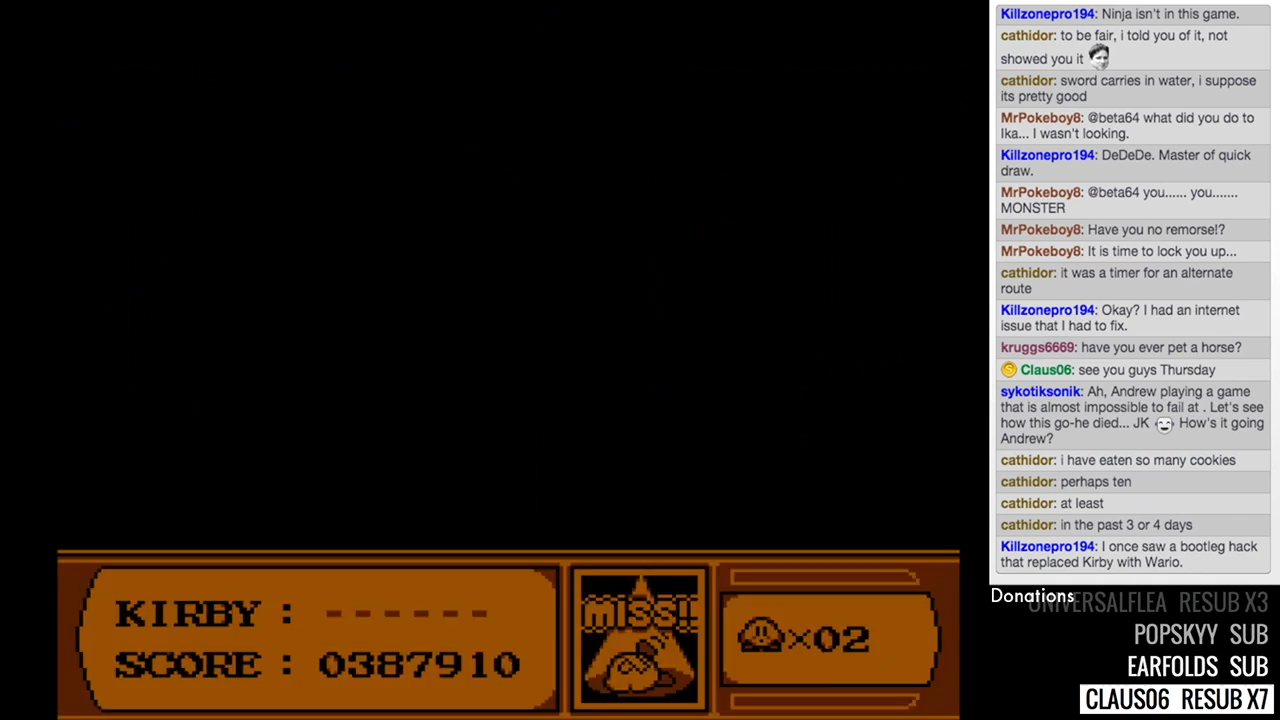 Killzonepro194: Ninja isn't in this game.
cathidor: to be fair, i told you of it, not
showed you it
cathidor: sword carries in water, i suppose
its pretty good
MrPokeboy8: @beta64 what did you do to
Ika... I wasn't looking.
Killzonepro194: DeDeDe. Master of quick
draw.
MrPokeboy8: @beta64 you...... you.......
MONSTER
MrPokeboy8: Have you no remorse!?
MrPokeboy8: It is time to lock you up...
cathidor: it was a timer for an alternate
route
Killzonepro194: Okay? I had an internet
issue that I had to fix.
kruggs6669: have you ever pet a horse?
Claus06: see you guys Thursday
sykotiksonik: Ah, Andrew playing a game
that is almost impossible to fail at . Let's see
how this go-he died... JK How's it going
Andrew?
cathidor: i have eaten so many cookies
cathidor: perhaps ten
cathidor: at least
cathidor: in the past 3 or 4 days
Killzonepro194: I once saw a bootleg hack
that replaced Kirby with Wario.
Donations
UNIVERSALFLEA RESUB X3
POPSKYY SUB
EARFOLDS SUB
CLAUS06 RESUB X7
KIRBY : ------
SCORE : 0387910
MISS!!
×02